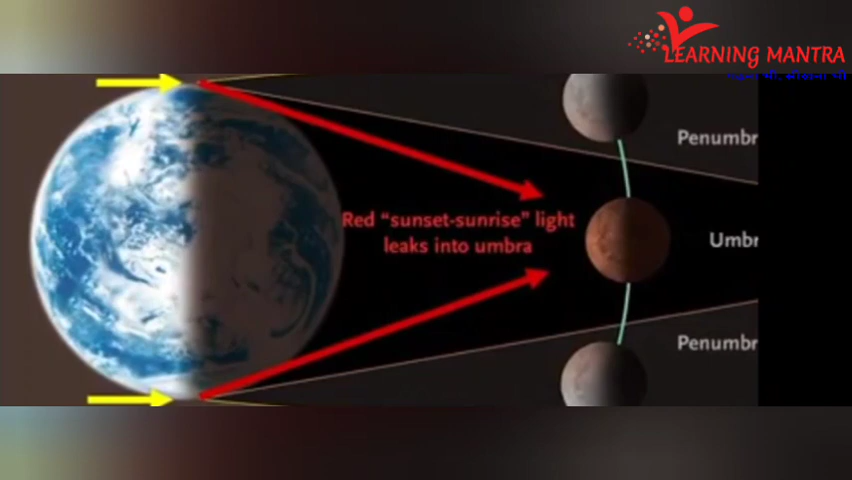 LEARNING MANTRA
Penumbr
Red “sunset-sunrise” light
leaks into umbra
Umbr
Penumbr